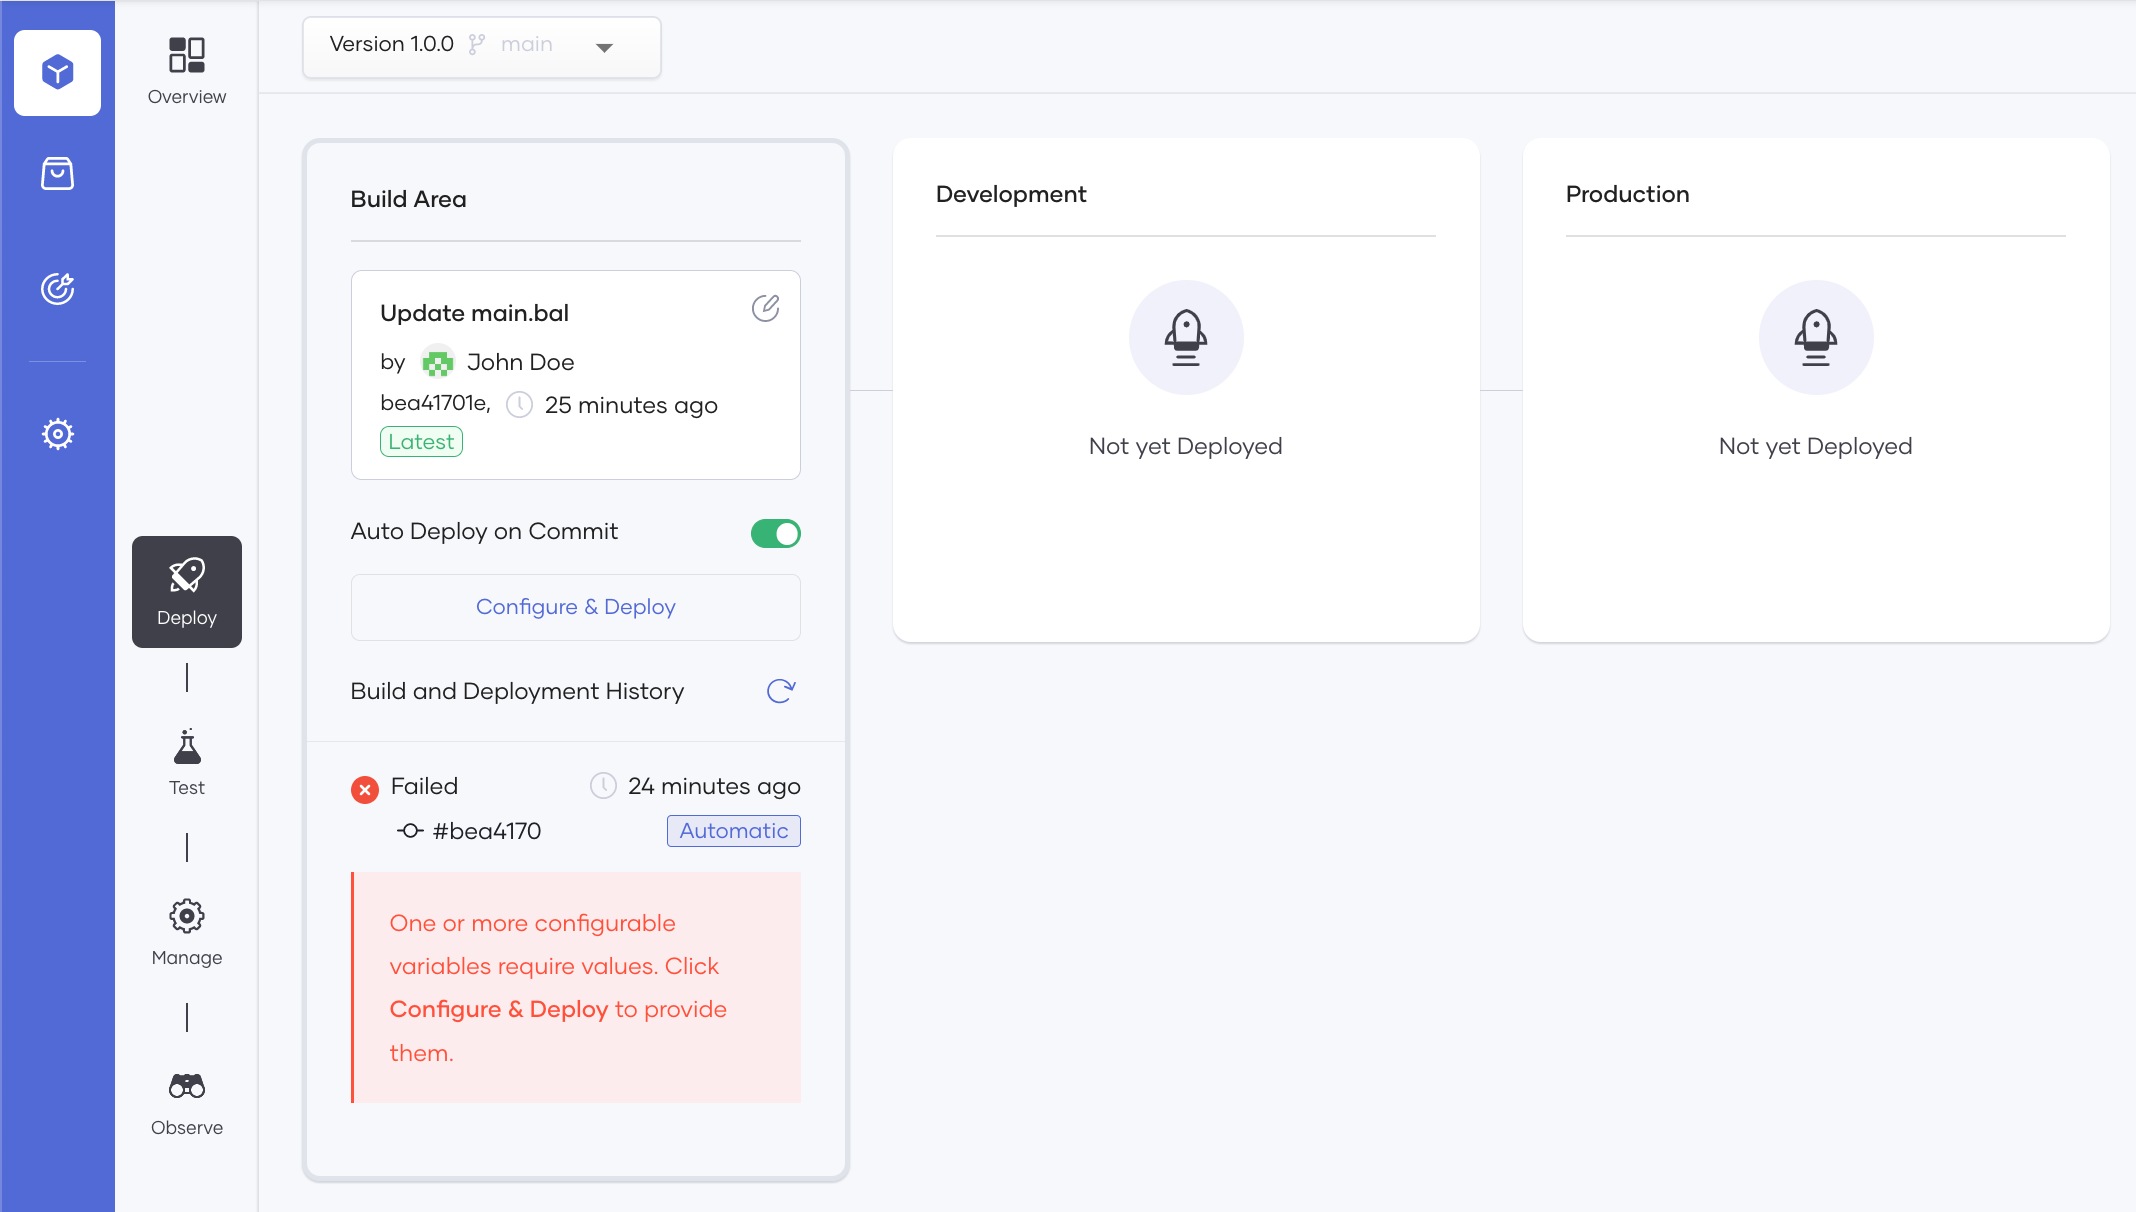 Version 1.0.0 main
Overview
Build Area
Update main.bal
by John Doe
bea41701e, 25 minutes ago
Latest
Auto Deploy on Commit
Configure & Deploy
Build and Deployment History
Failed 24 minutes ago
#bea4170 Automatic
One or more configurable
variables require values. Click
Configure & Deploy to provide
them.
Development
Not yet Deployed
Production
Not yet Deployed
Deploy
Test
Manage
Observe